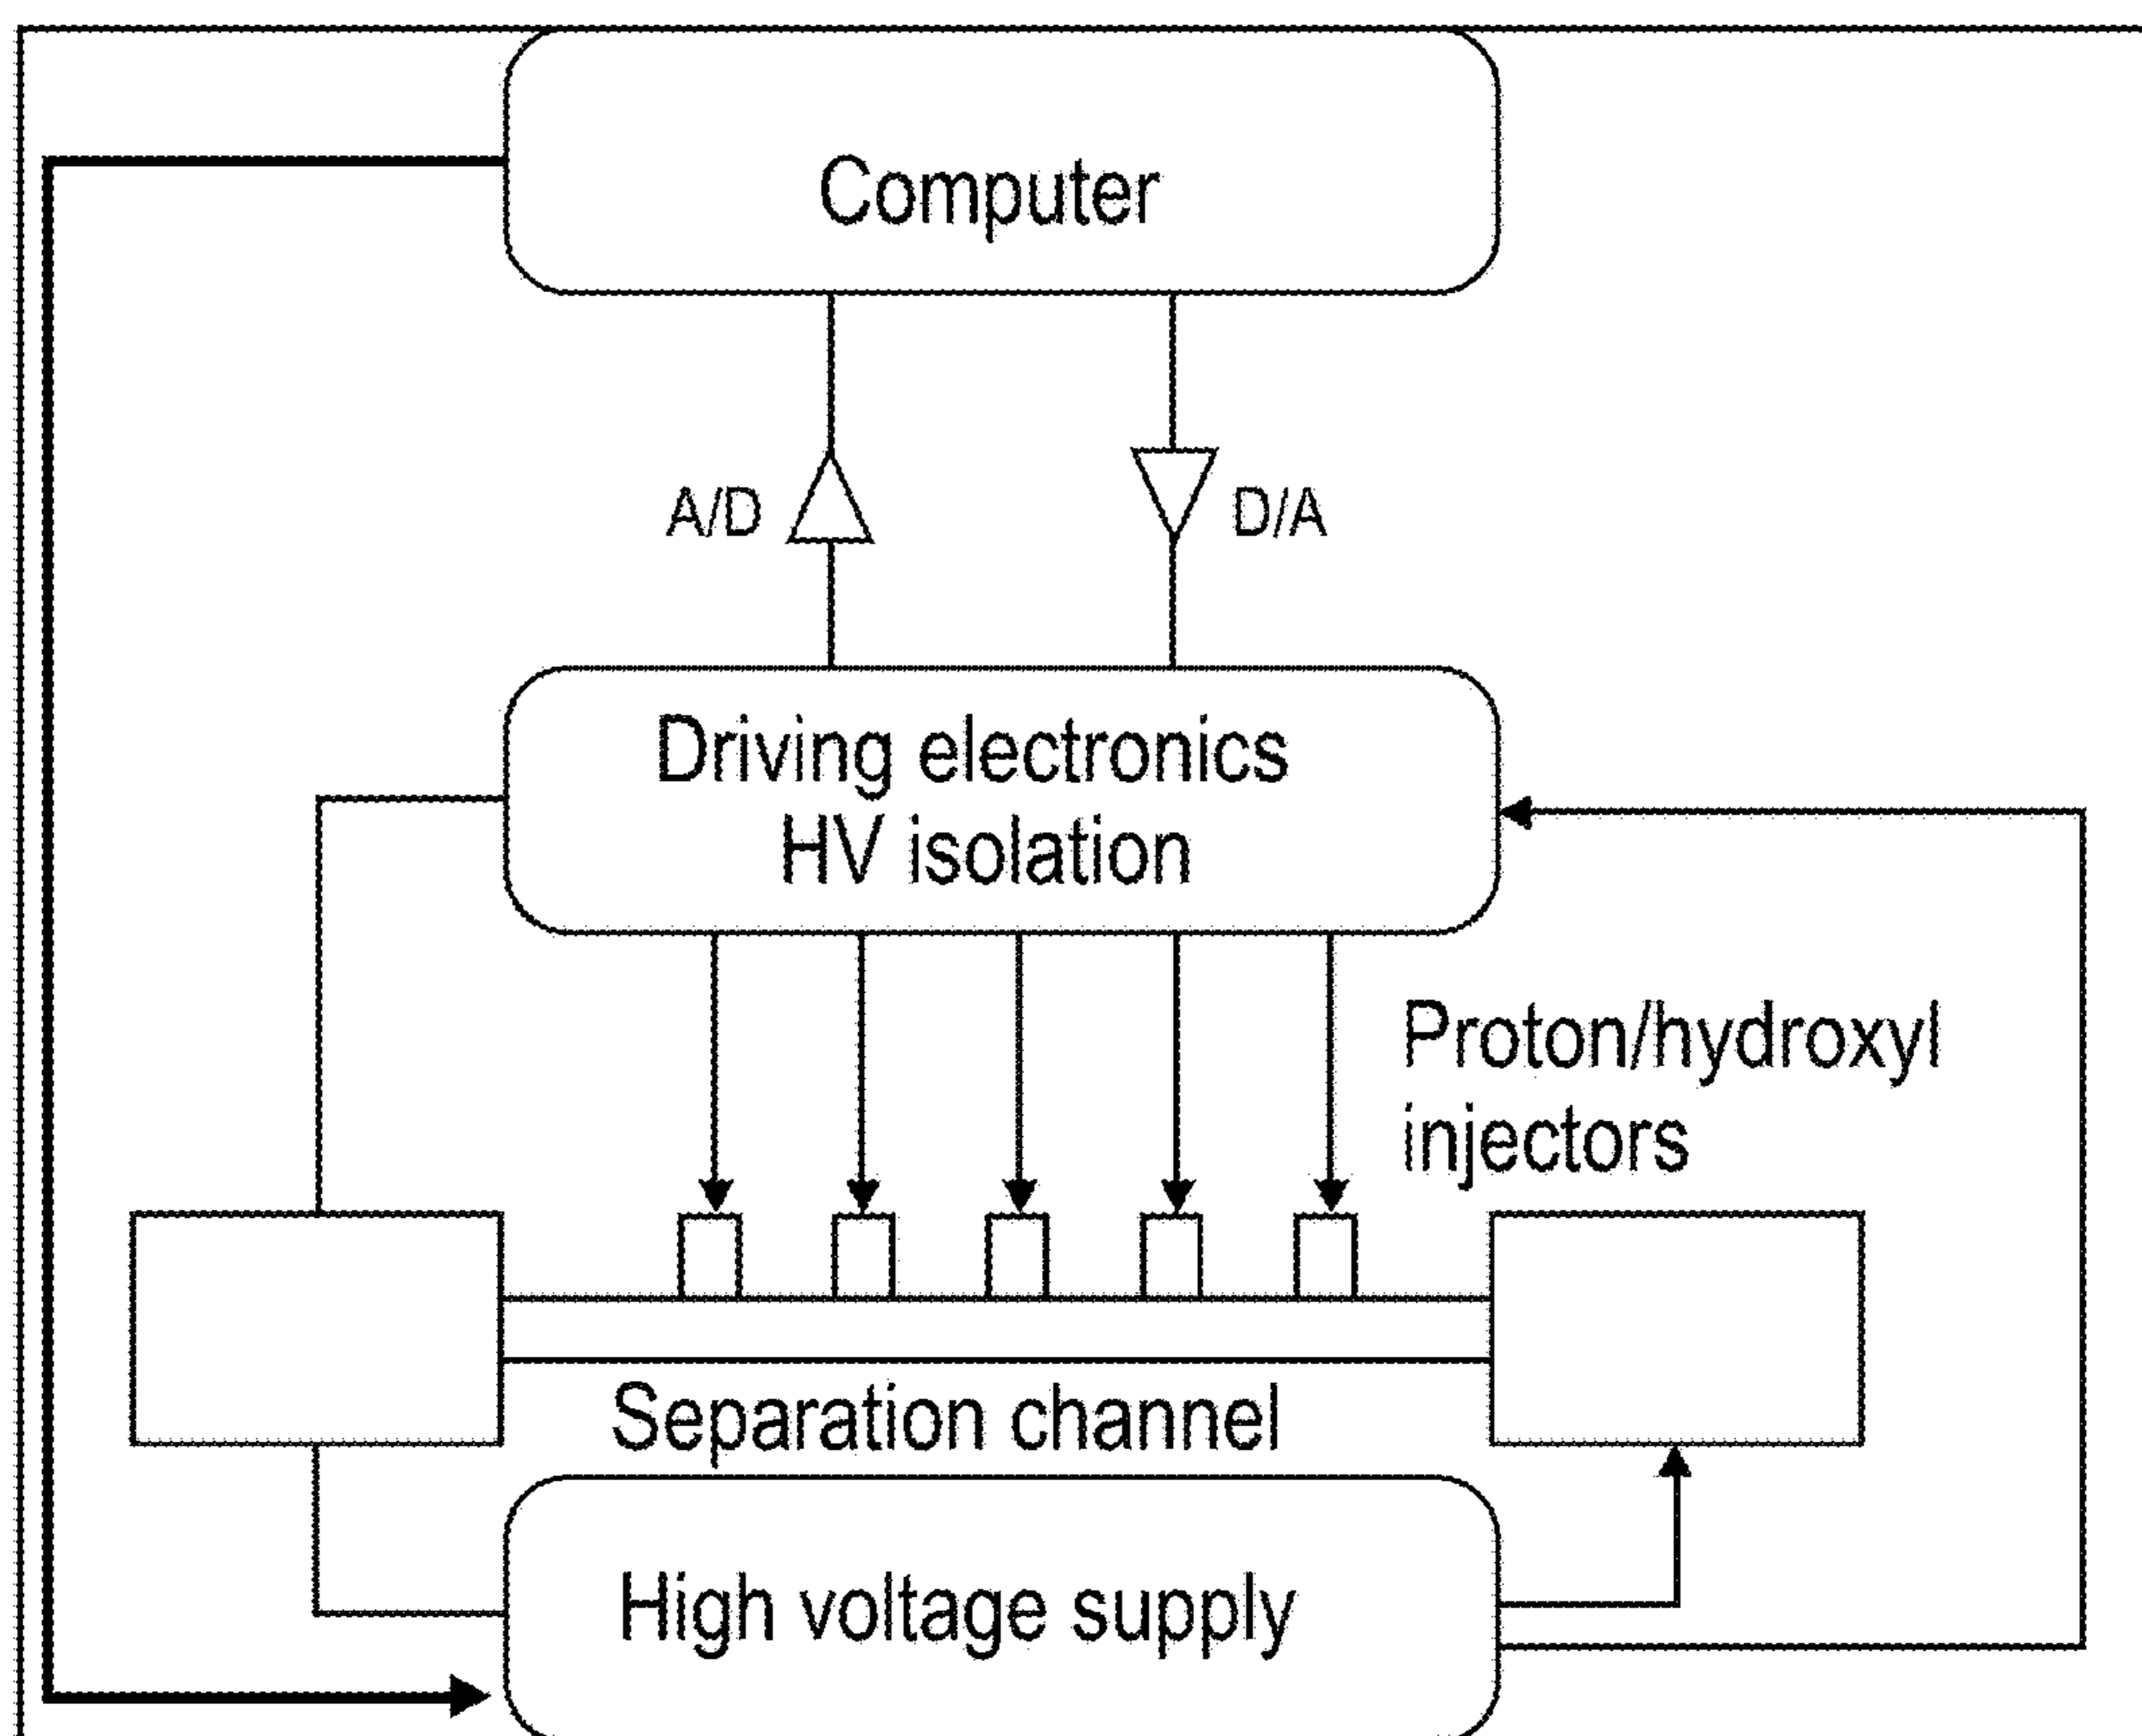 Computer
A/D
D/A
Driving electronics
HV isolation
Proton/hydroxyl
injectors
Separation channel
High voltage supply